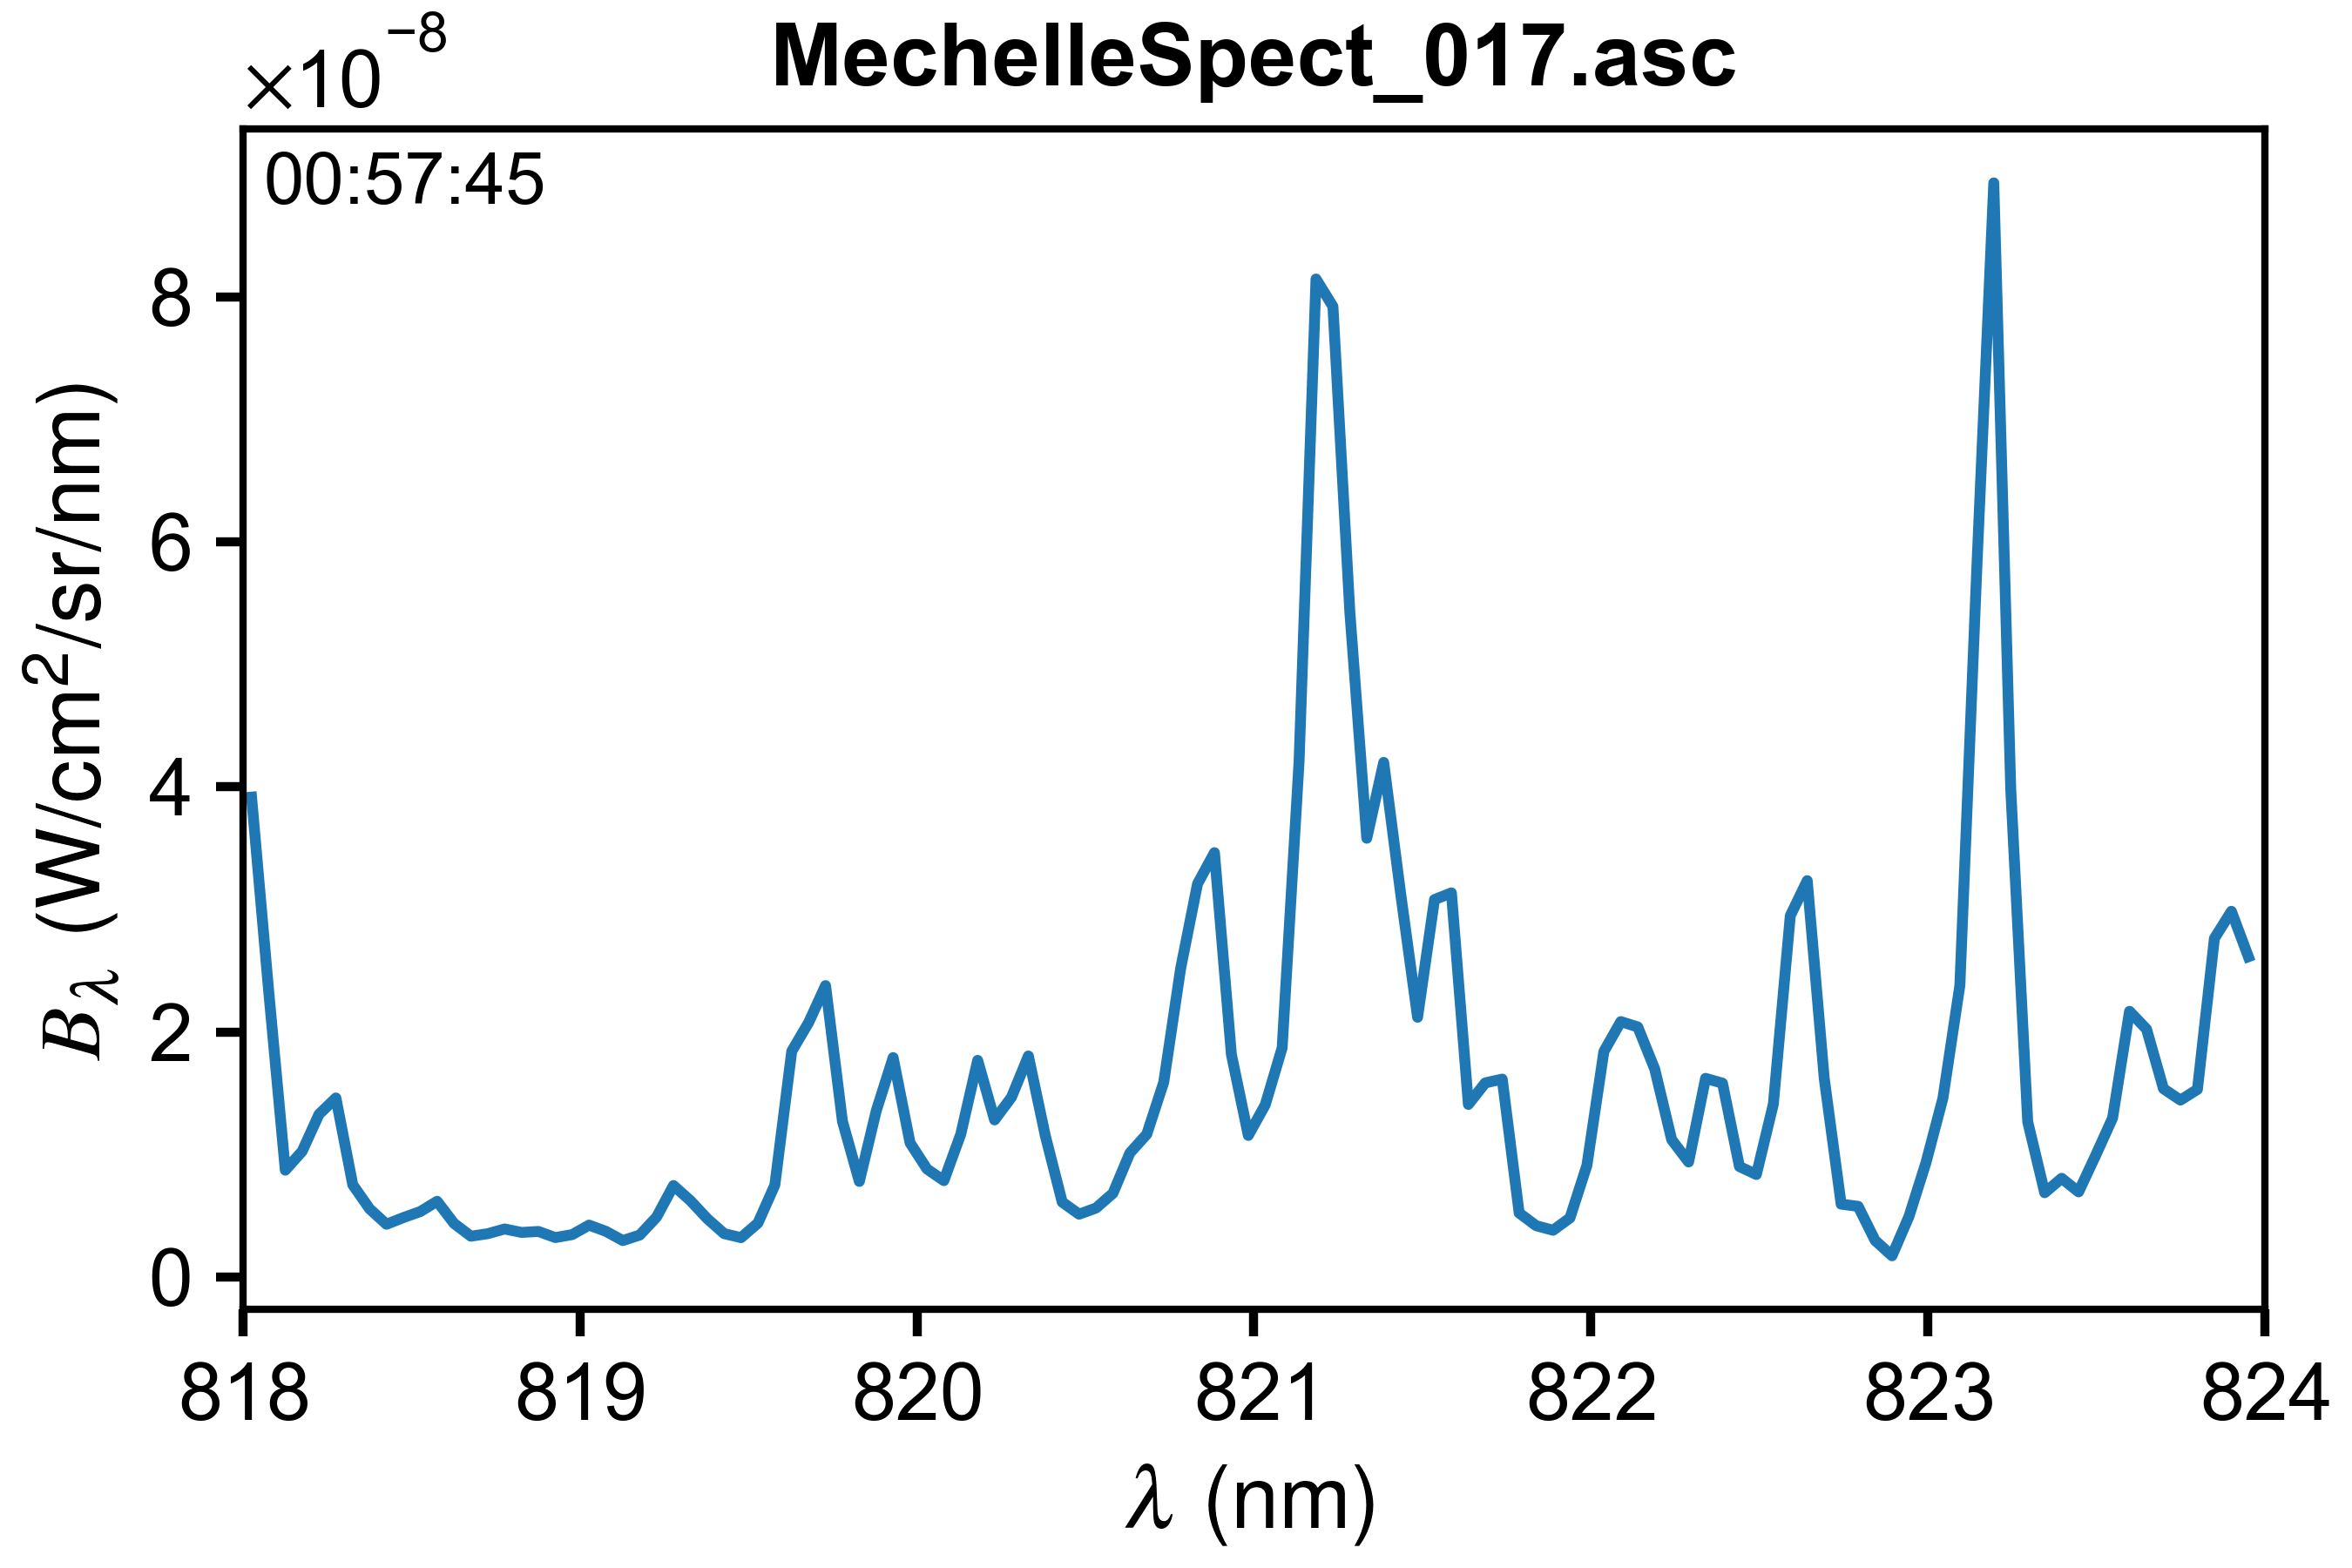 MechelleSpect_017.asc
×10⁻⁸
00:57:45
8
6
4
2
0
B_λ (W/cm²/sr/nm)
818 819 820 821 822 823 824
λ (nm)